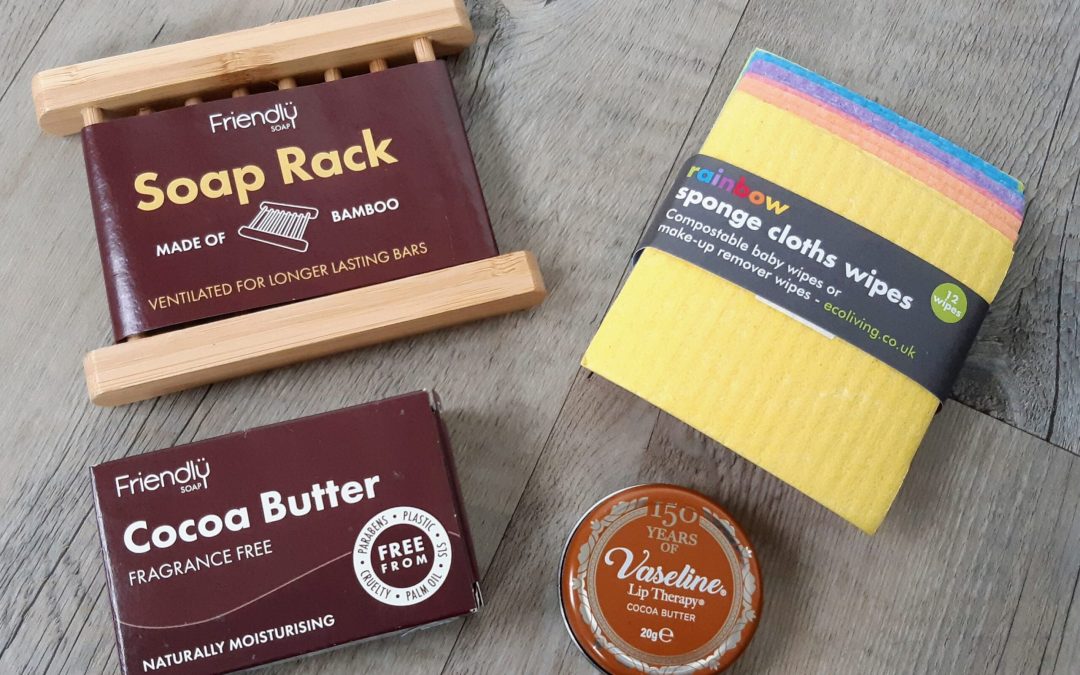 Friendlÿ
SOAP
Soap Rack
MADE OF BAMBOO
VENTILATED FOR LONGER LASTING BARS
rainbow
sponge cloths wipes
Compostable baby wipes or
make-up remover wipes - ecoliving.co.uk
12
wipes
Friendlÿ
SOAP
Cocoa Butter
FRAGRANCE FREE
FREE
FROM
PARABENS • PLASTIC • SLS • PALM OIL • CRUELTY •
NATURALLY MOISTURISING
150
YEARS
OF
Vaseline®
Lip Therapy®
COCOA BUTTER
20g℮